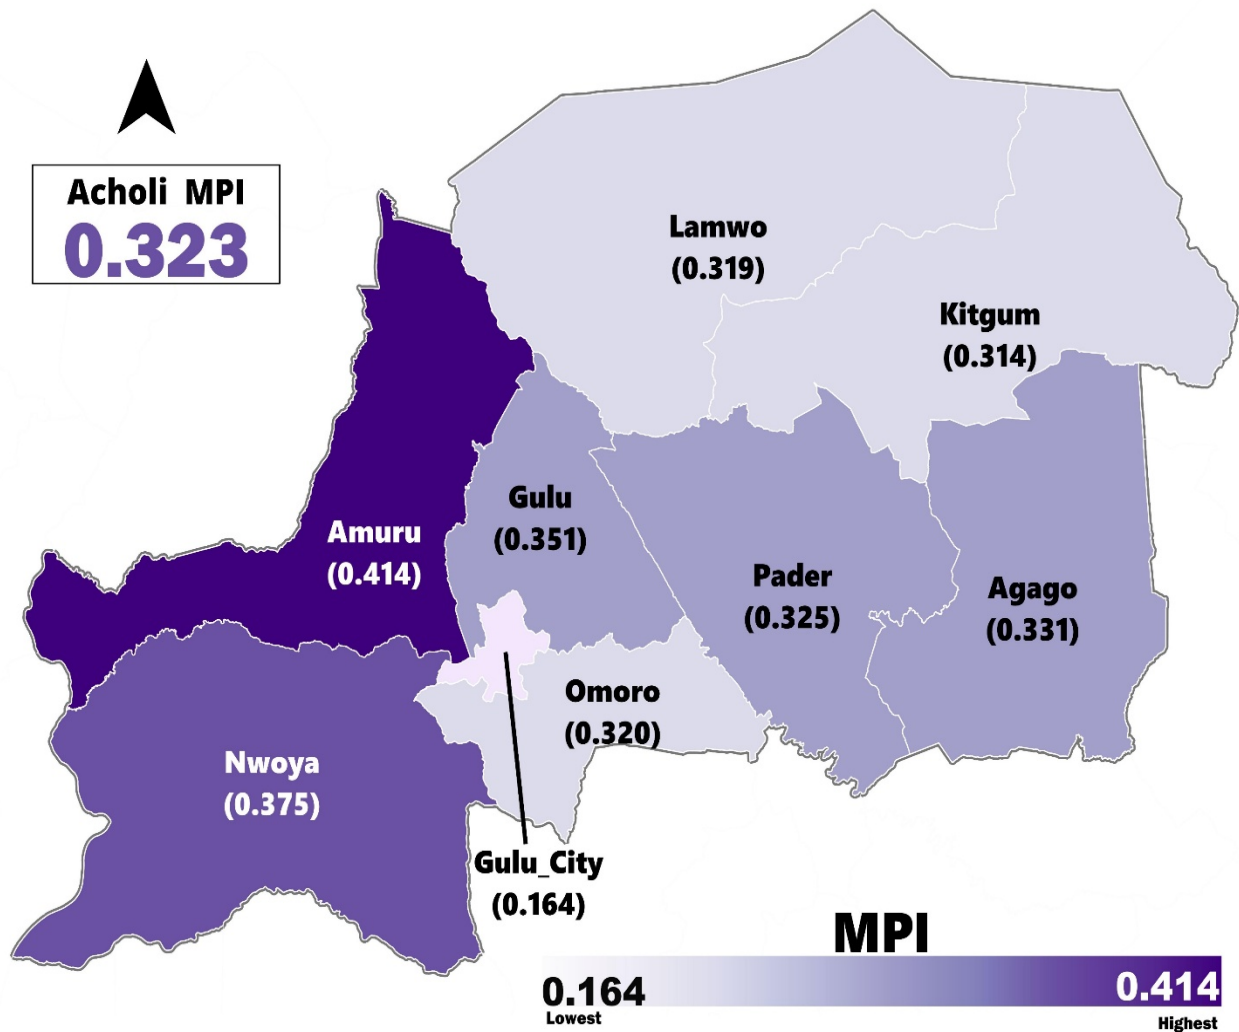 Acholi MPI
0.323
Lamwo
(0.319)
Kitgum
(0.314)
Gulu
(0.351)
Amuru
(0.414)
Pader
(0.325)
Agago
(0.331)
Omoro
(0.320)
Nwoya
(0.375)
Gulu_City
(0.164)
MPI
0.164
Lowest
0.414
Highest